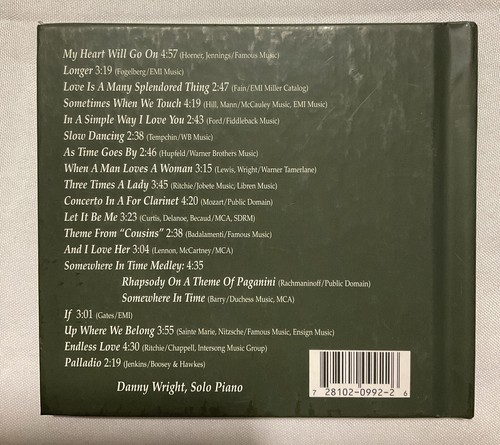 My Heart Will Go On 4:57 (Horner, Jennings/Famous Music)
Longer 3:19 (Fogelberg/EMI Music)
Love Is A Many Splendored Thing 2:47 (Fain/EMI Miller Catalog)
Sometimes When We Touch 4:19 (Hill, Mann/McCauley Music, EMI Music)
In A Simple Way I Love You 2:43 (Ford/Fiddleback Music)
Slow Dancing 2:38 (Tempchin/WB Music)
As Time Goes By 2:46 (Hupfeld/Warner Brothers Music)
When A Man Loves A Woman 3:15 (Lewis, Wright/Warner Tamerlane)
Three Times A Lady 3:45 (Ritchie/Jobete Music, Libren Music)
Concerto In A For Clarinet 4:20 (Mozart/Public Domain)
Let It Be Me 3:23 (Curtis, Delanoe, Becaud/MCA, SDRM)
Theme From “Cousins” 2:38 (Badalamenti/Famous Music)
And I Love Her 3:04 (Lennon, McCartney/MCA)
Somewhere In Time Medley: 4:35
Rhapsody On A Theme Of Paganini (Rachmaninoff/Public Domain)
Somewhere In Time (Barry/Duchess Music, MCA)
If 3:01 (Gates/EMI)
Up Where We Belong 3:55 (Sainte Marie, Nitzsche/Famous Music, Ensign Music)
Endless Love 4:30 (Ritchie/Chappell, Intersong Music Group)
Palladio 2:19 (Jenkins/Boosey & Hawkes)
Danny Wright, Solo Piano
7 28102-0992-2 6